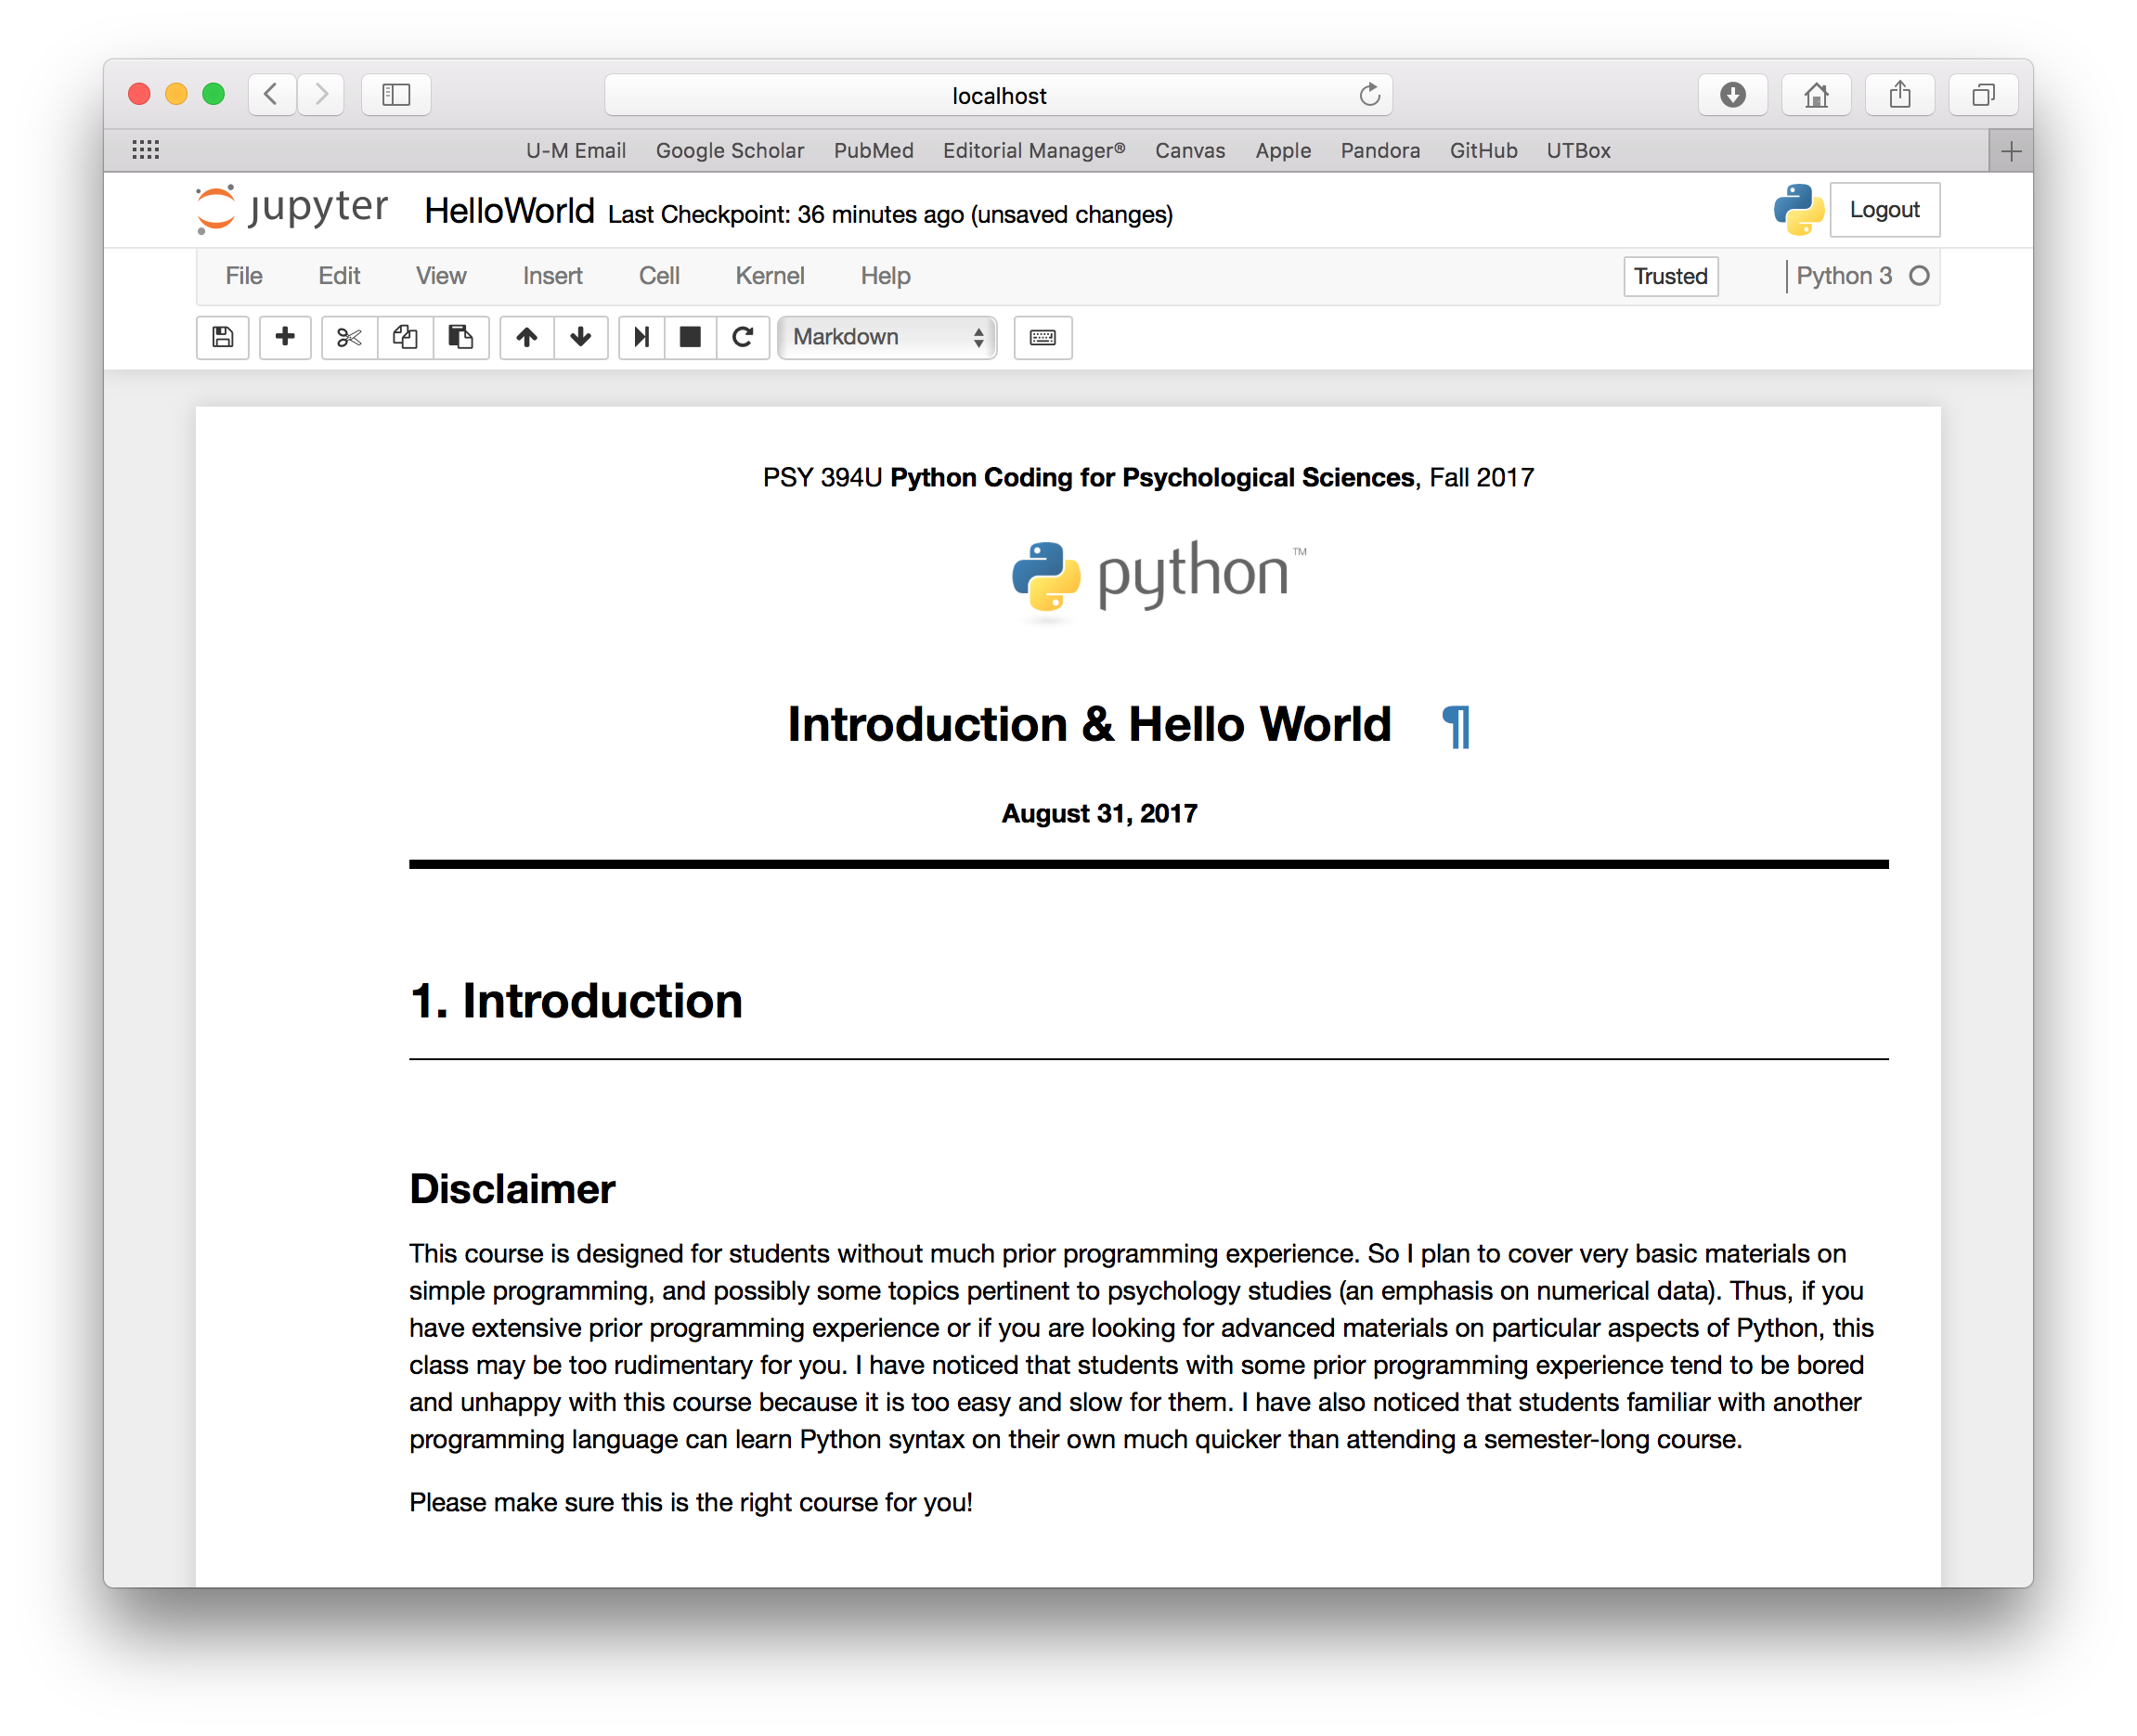 localhost
U-M Email Google Scholar PubMed Editorial Manager® Canvas Apple Pandora GitHub UTBox
jupyter HelloWorld Last Checkpoint: 36 minutes ago (unsaved changes) Logout
File Edit View Insert Cell Kernel Help Trusted Python 3
Markdown
PSY 394U Python Coding for Psychological Sciences, Fall 2017
python™
Introduction & Hello World ¶
August 31, 2017
1. Introduction
Disclaimer
This course is designed for students without much prior programming experience. So I plan to cover very basic materials on
simple programming, and possibly some topics pertinent to psychology studies (an emphasis on numerical data). Thus, if you
have extensive prior programming experience or if you are looking for advanced materials on particular aspects of Python, this
class may be too rudimentary for you. I have noticed that students with some prior programming experience tend to be bored
and unhappy with this course because it is too easy and slow for them. I have also noticed that students familiar with another
programming language can learn Python syntax on their own much quicker than attending a semester-long course.
Please make sure this is the right course for you!